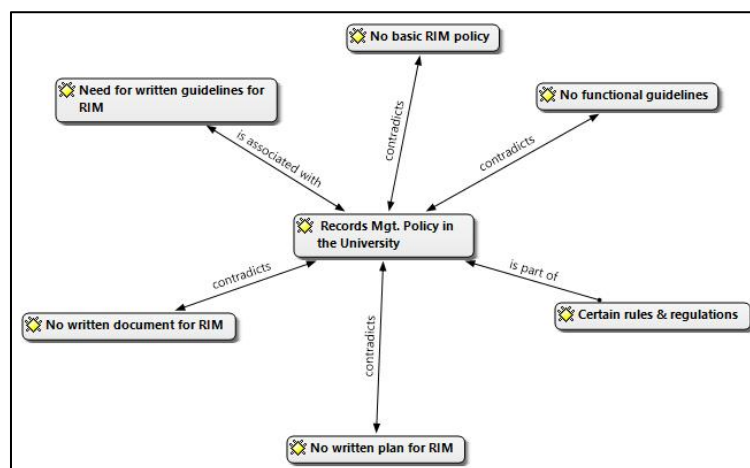 No basic RIM policy
Need for written guidelines for
RIM
No functional guidelines
contradicts
contradicts
is associated with
Records Mgt. Policy in
the University
contradicts
is part of
No written document for RIM
Certain rules & regulations
contradicts
No written plan for RIM